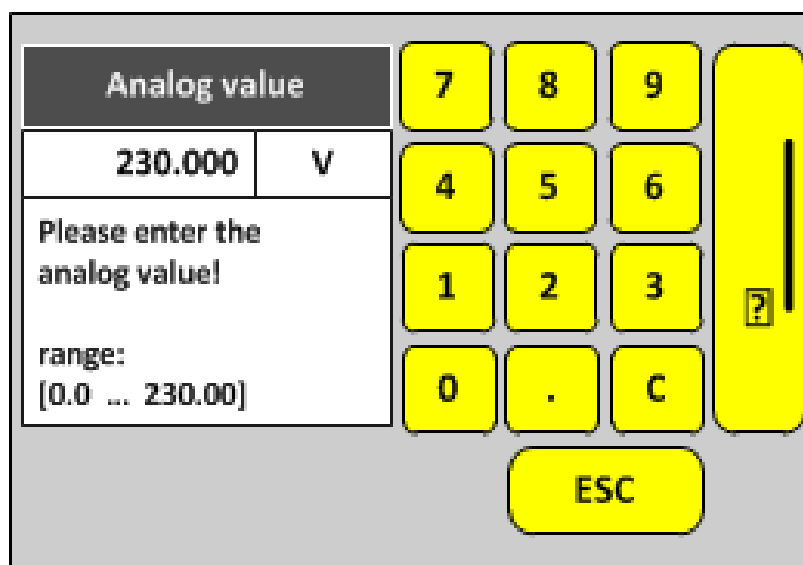 Analog value
230.000 V
Please enter the
analog value!
range:
[0.0 ... 230.00]
7 8 9
4 5 6
1 2 3
0 . C
?
ESC